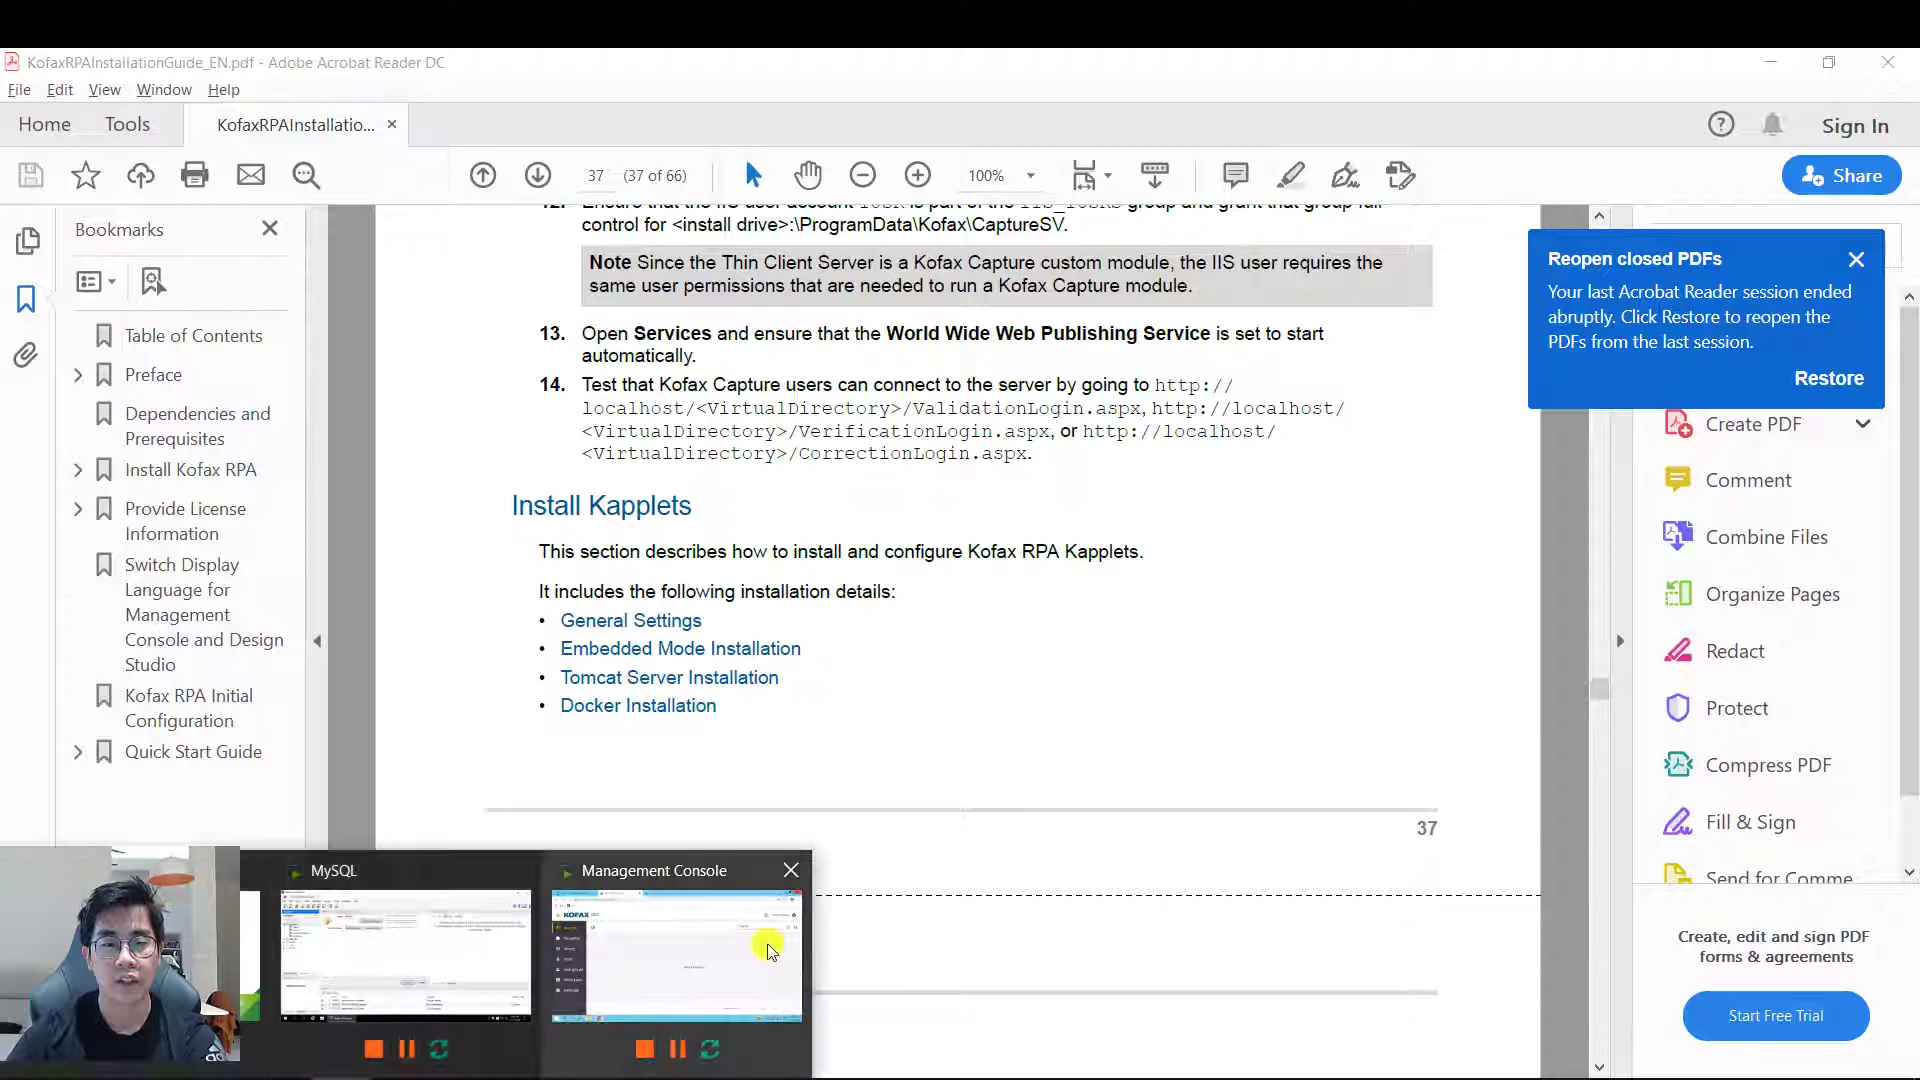 KofaxRPAInstallationGuide_EN.pdf - Adobe Acrobat Reader DC
File Edit View Window Help
Home Tools KofaxRPAInstallatio... Sign In
37 (37 of 66) 100% Share
Bookmarks
Table of Contents
Preface
Dependencies and
Prerequisites
Install Kofax RPA
Provide License
Information
Switch Display
Language for
Management
Console and Design
Studio
Kofax RPA Initial
Configuration
Quick Start Guide
control for <install drive>:\ProgramData\Kofax\CaptureSV.
Note Since the Thin Client Server is a Kofax Capture custom module, the IIS user requires the
same user permissions that are needed to run a Kofax Capture module.
13. Open Services and ensure that the World Wide Web Publishing Service is set to start
automatically.
14. Test that Kofax Capture users can connect to the server by going to http://
localhost/<VirtualDirectory>/ValidationLogin.aspx, http://localhost/
<VirtualDirectory>/VerificationLogin.aspx, or http://localhost/
<VirtualDirectory>/CorrectionLogin.aspx.
Install Kapplets
This section describes how to install and configure Kofax RPA Kapplets.
It includes the following installation details:
• General Settings
• Embedded Mode Installation
• Tomcat Server Installation
• Docker Installation
37
Reopen closed PDFs
Your last Acrobat Reader session ended
abruptly. Click Restore to reopen the
PDFs from the last session.
Restore
Create PDF
Comment
Combine Files
Organize Pages
Redact
Protect
Compress PDF
Fill & Sign
Send for Comme
Create, edit and sign PDF
forms & agreements
Start Free Trial
MySQL
Management Console
KOFAX